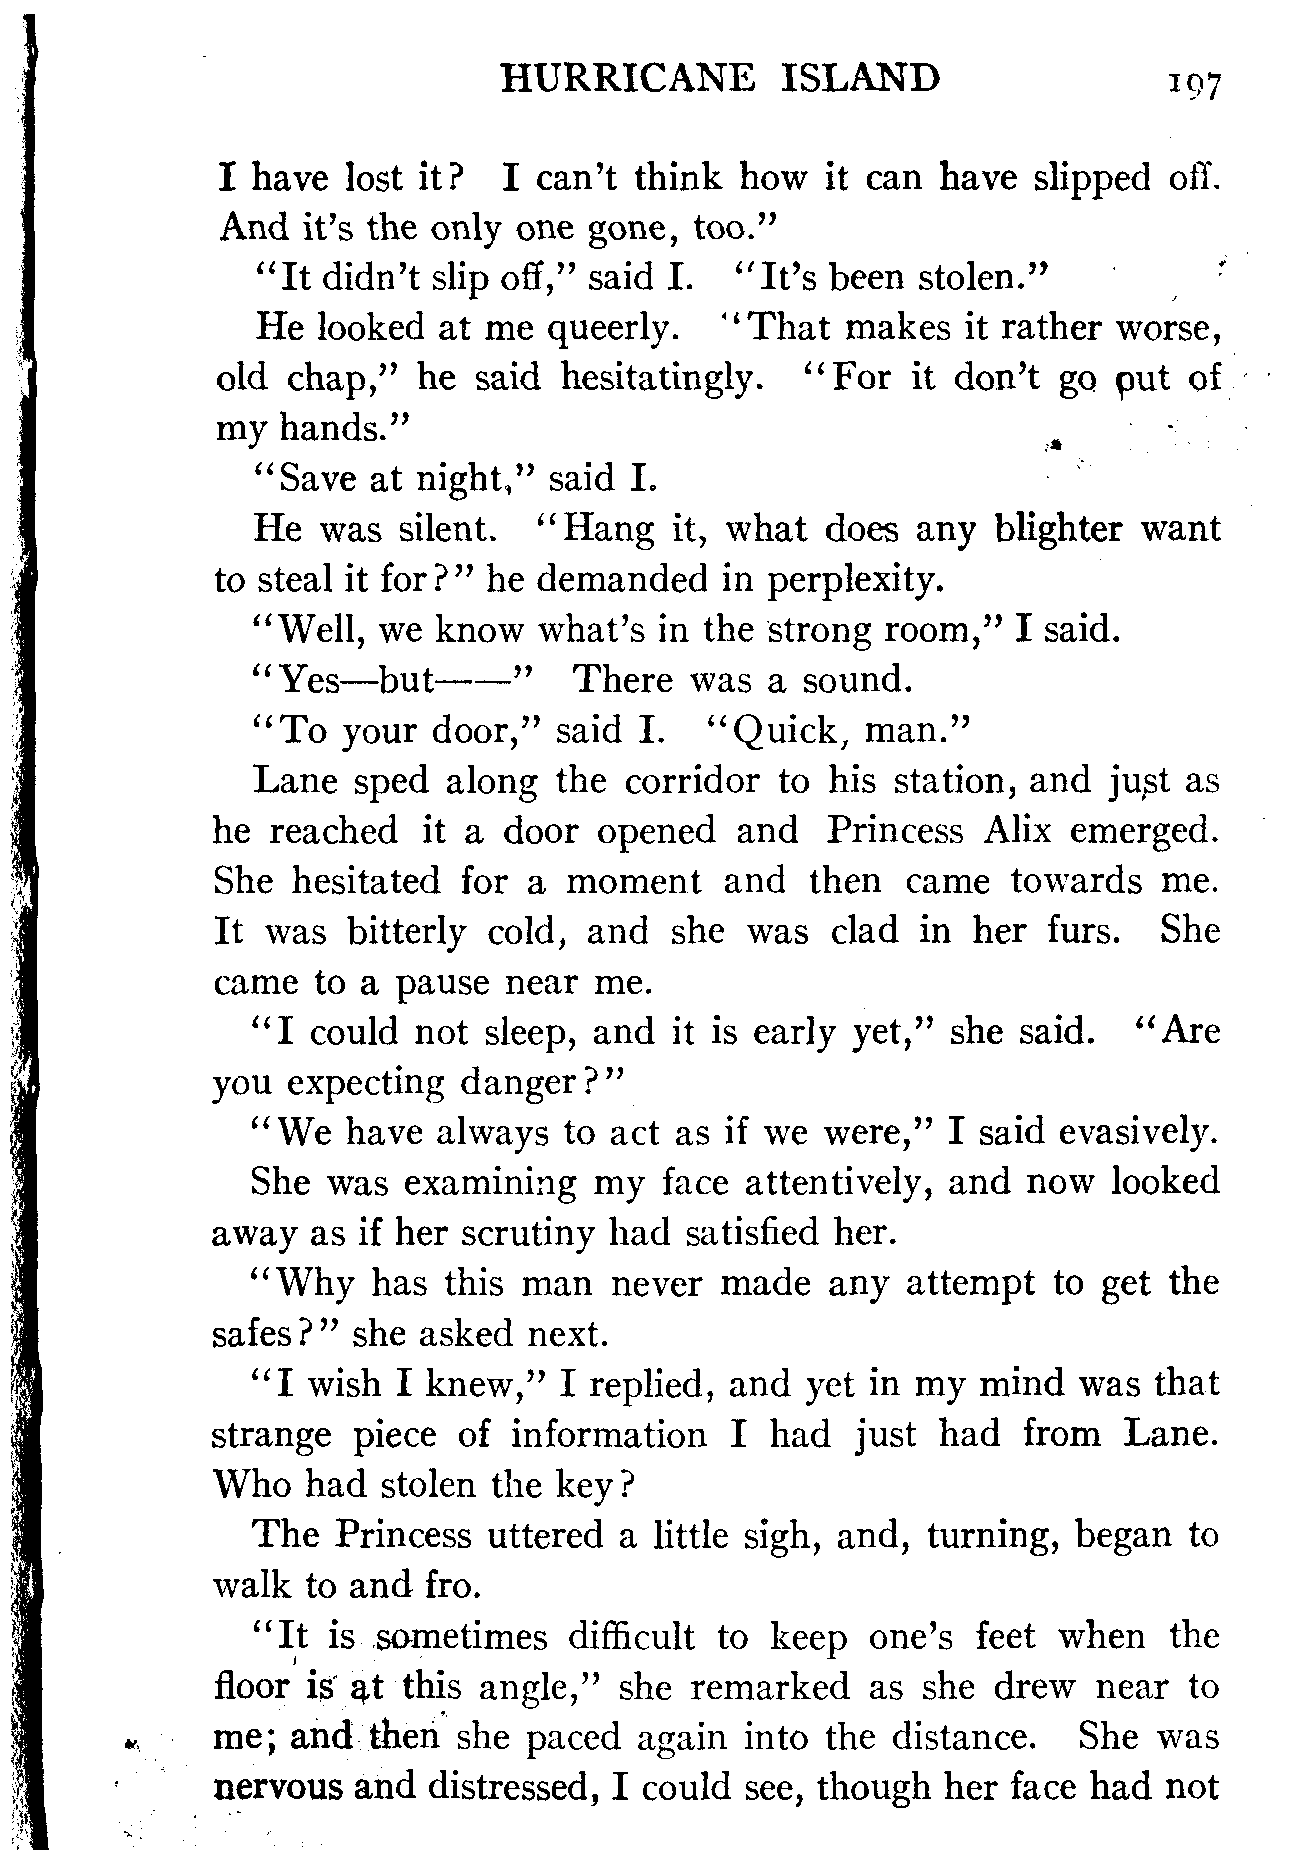 HURRICANE ISLAND 197
I have lost it? I can't think how it can have slipped off.
And it's the only one gone, too."
"It didn't slip off," said I. "It's been stolen."
He looked at me queerly. "That makes it rather worse,
old chap," he said hesitatingly. "For it don't go out of
my hands."
"Save at night," said I.
He was silent. "Hang it, what does any blighter want
to steal it for?" he demanded in perplexity.
"Well, we know what's in the strong room," I said.
"Yes—but——" There was a sound.
"To your door," said I. "Quick, man."
Lane sped along the corridor to his station, and just as
he reached it a door opened and Princess Alix emerged.
She hesitated for a moment and then came towards me.
It was bitterly cold, and she was clad in her furs. She
came to a pause near me.
"I could not sleep, and it is early yet," she said. "Are
you expecting danger?"
"We have always to act as if we were," I said evasively.
She was examining my face attentively, and now looked
away as if her scrutiny had satisfied her.
"Why has this man never made any attempt to get the
safes?" she asked next.
"I wish I knew," I replied, and yet in my mind was that
strange piece of information I had just had from Lane.
Who had stolen the key?
The Princess uttered a little sigh, and, turning, began to
walk to and fro.
"It is sometimes difficult to keep one's feet when the
floor is at this angle," she remarked as she drew near to
me; and then she paced again into the distance. She was
nervous and distressed, I could see, though her face had not